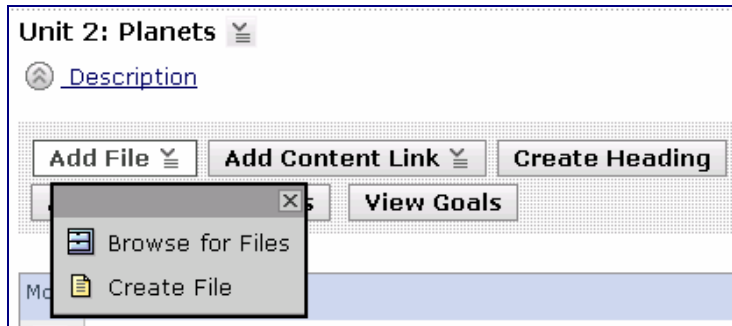 Unit 2: Planets
Description
Add File Add Content Link Create Heading
View Goals
Browse for Files
Create File